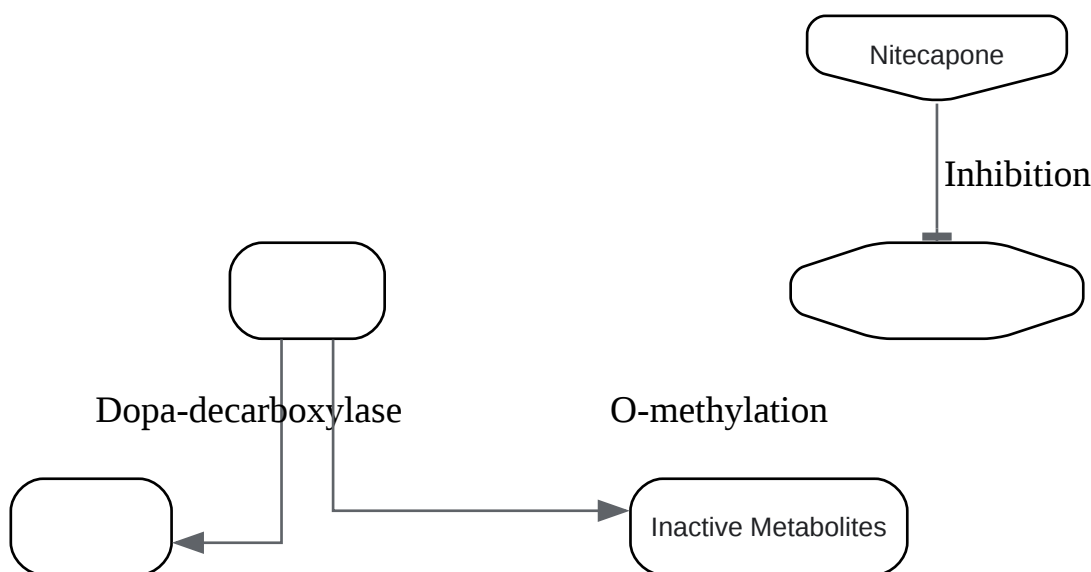 Nitecapone
Inhibition
Dopa-decarboxylase
O-methylation
Inactive Metabolites